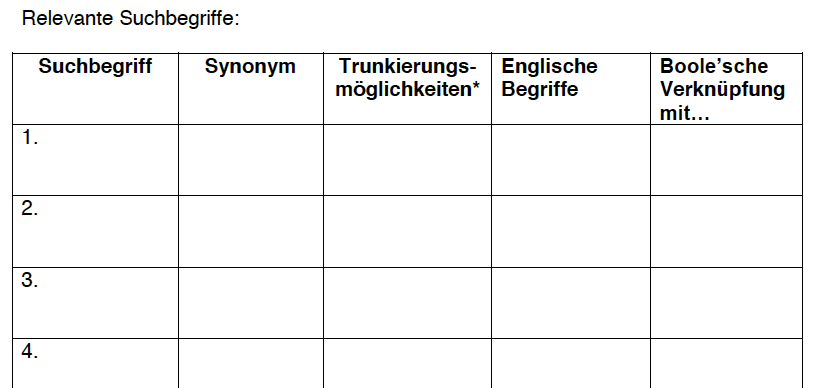 Relevante Suchbegriffe:
Suchbegriff
Synonym
Trunkierungs-
möglichkeiten*
Englische
Begriffe
Boole’sche
Verknüpfung
mit…
1.
2.
3.
4.